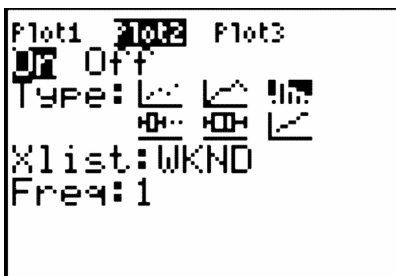 Plot1 Plot2 Plot3
On Off
Type:
Xlist:WKND
Freq:1